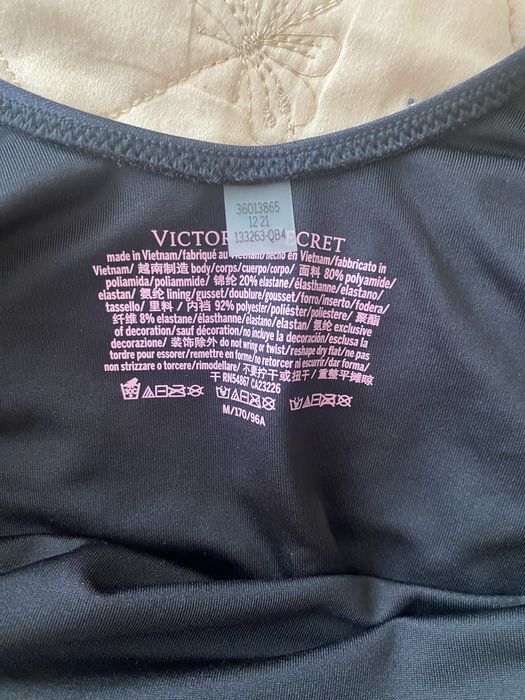 36013865
12 21
133263-QB4
VICTOR ECRET
made in Vietnam/fabriqué au Vietnam/hecho en Vietnam/fabbricato in
Vietnam/越南制造 body/corps/cuerpo/corpo/ 面料 80% polyamide/
poliamida/poliammide/ 锦纶 20% elastane/élasthanne/elastano/
elastan/ 氨纶 lining/gusset/doublure/gousset/forro/inserto/fodera/
tassello/ 里料 / 内裆 92% polyester/poliéster/poliestere/ 聚酯
纤维 8% elastane/élasthanne/elastano/elastan/ 氨纶 exclusive
of decoration/sauf décoration/no incluye la decoración/esclusa la
decorazione/ 装饰除外 do not wring or twist/reshape dry flat/ne pas
tordre pour essorer/remettre en forme/no retorcer ni escurrir/dar forma/
non strizzare o torcere/rimodellare/ 不要拧干或扭干/重整平摊晾
干 RN54867 CA23226
M/170/96A